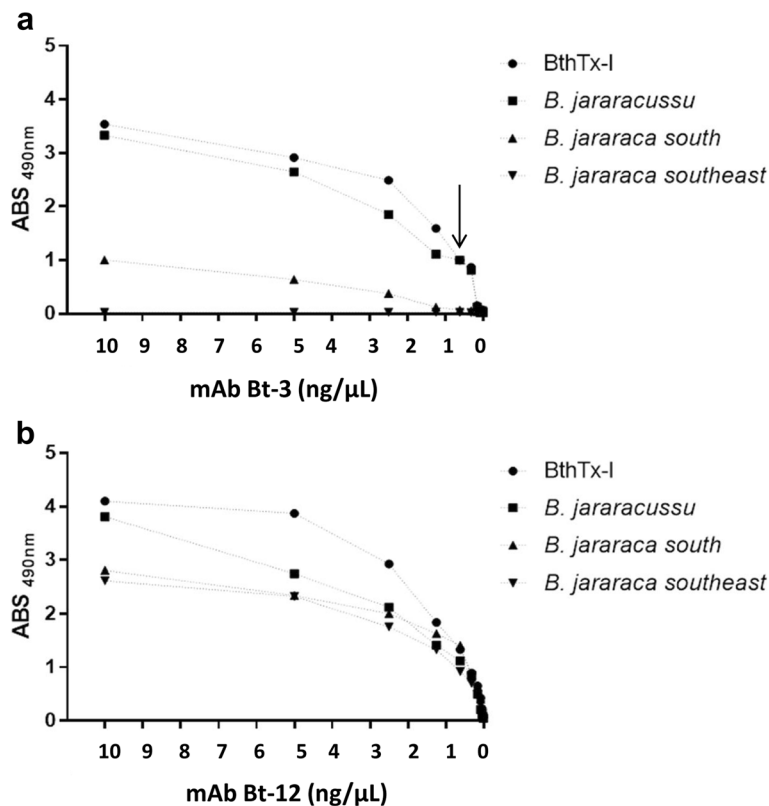 a
5
4
3
2
1
0
ABS 490nm
10 9 8 7 6 5 4 3 2 1 0
mAb Bt-3 (ng/µL)
BthTx-I
B. jararacussu
B. jararaca south
B. jararaca southeast
b
5
4
3
2
1
0
ABS 490nm
10 9 8 7 6 5 4 3 2 1 0
mAb Bt-12 (ng/µL)
BthTx-I
B. jararacussu
B. jararaca south
B. jararaca southeast